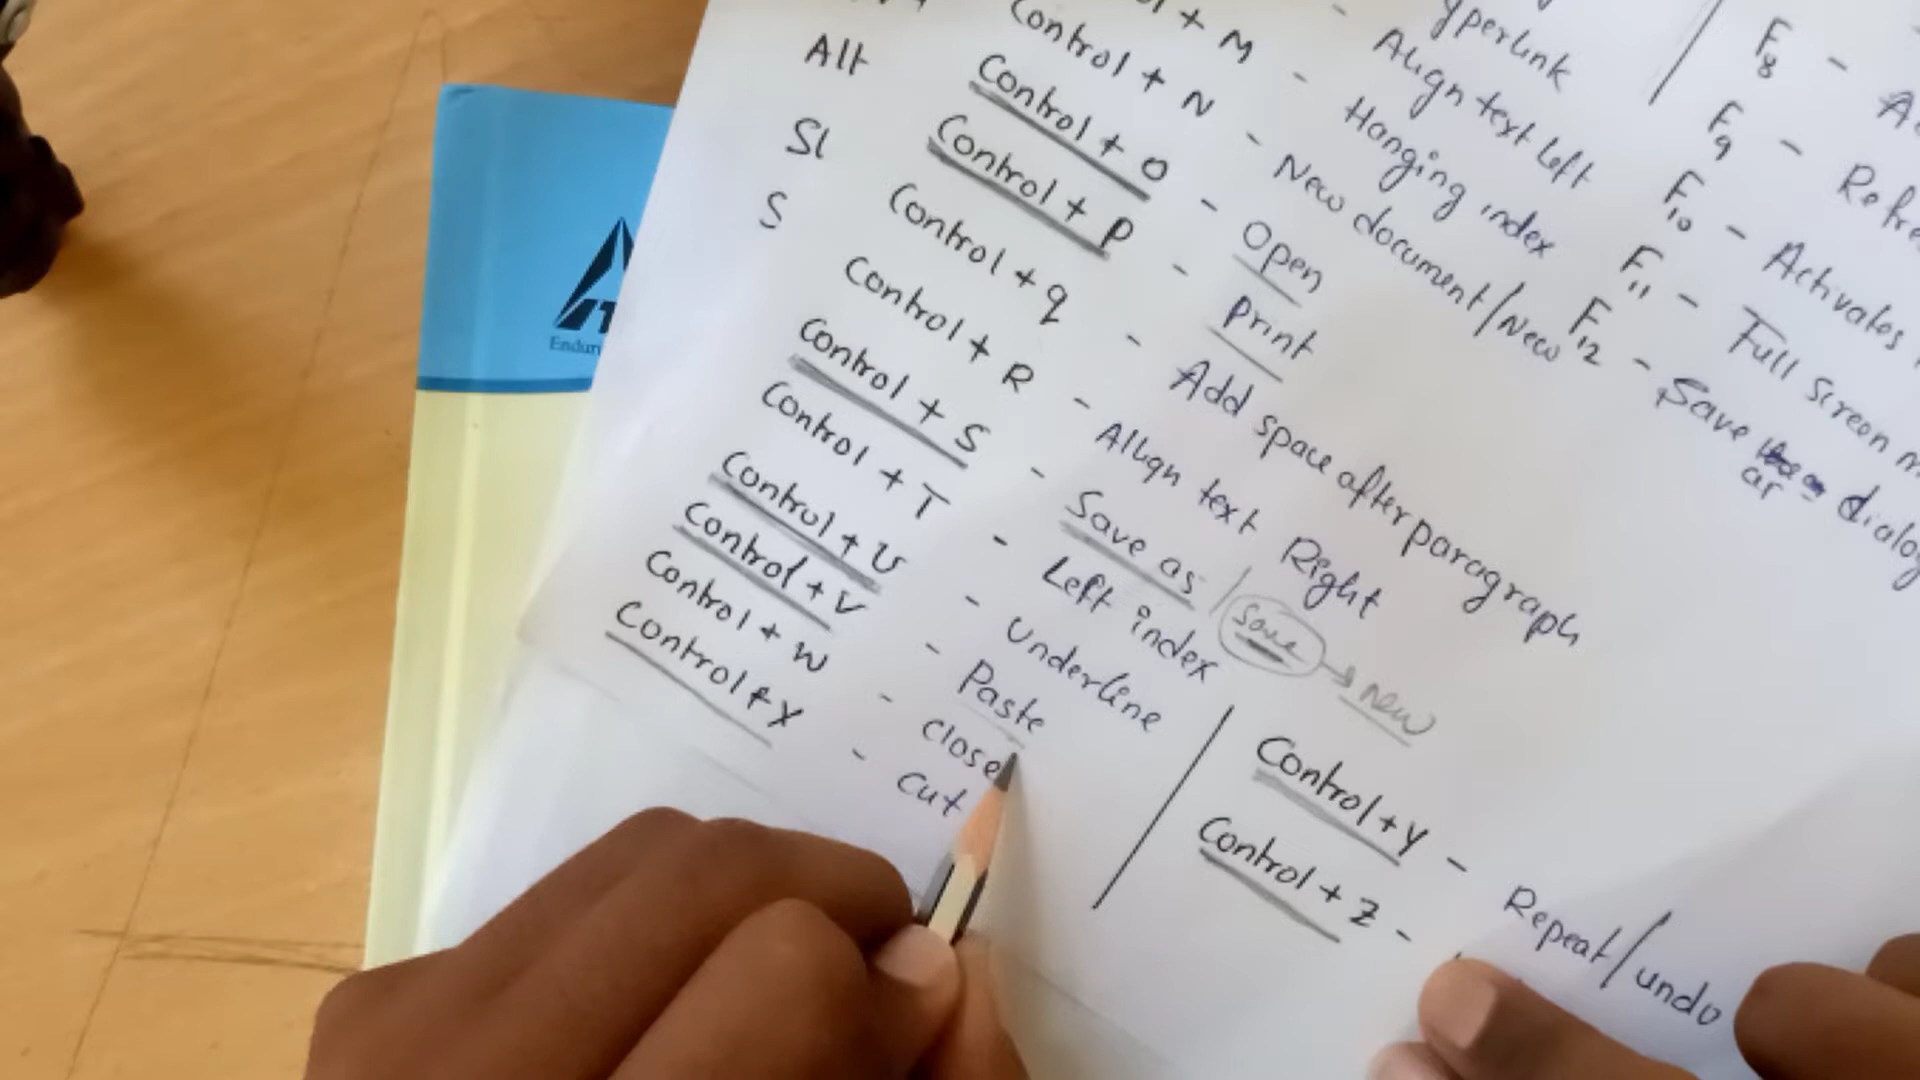 Alt
Sl
S
+ M - Hanging index
Control + N - New document/New
Control + O - Open
Control + P - Print
Control + q - Add space after paragraph
Control + R - Align text Right
Control + S - Save as / Save → new
Control + T - Left index
Control + U - underline
Control + V - Paste
Control + W - close
Control + X - cut
Align text left
Control + Y - Repeat/undo
Control + Z -
F8 -
F9 -
F10 - Activates
F11 - Full screen
F12 - Save ar dialog